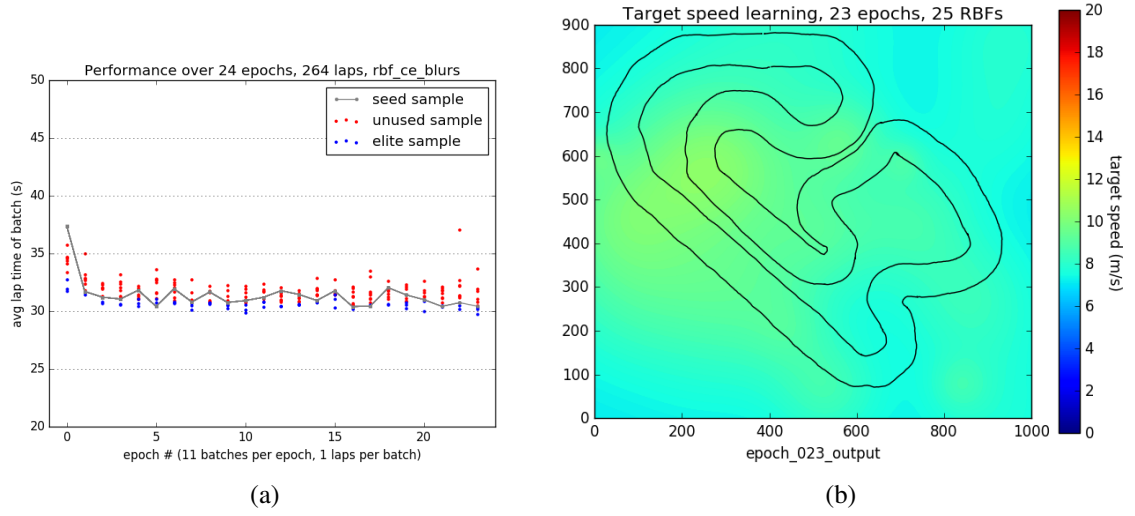 Performance over 24 epochs, 264 laps, rbf_ce_blurs
seed sample
unused sample
elite sample
avg lap time of batch (s)
50
45
40
35
30
25
20
0 5 10 15 20
epoch # (11 batches per epoch, 1 laps per batch)
(a)
Target speed learning, 23 epochs, 25 RBFs
900
800
700
600
500
400
300
200
100
0
0 200 400 600 800 1000
epoch_023_output
20
18
16
14
12
10
8
6
4
2
0
target speed (m/s)
(b)